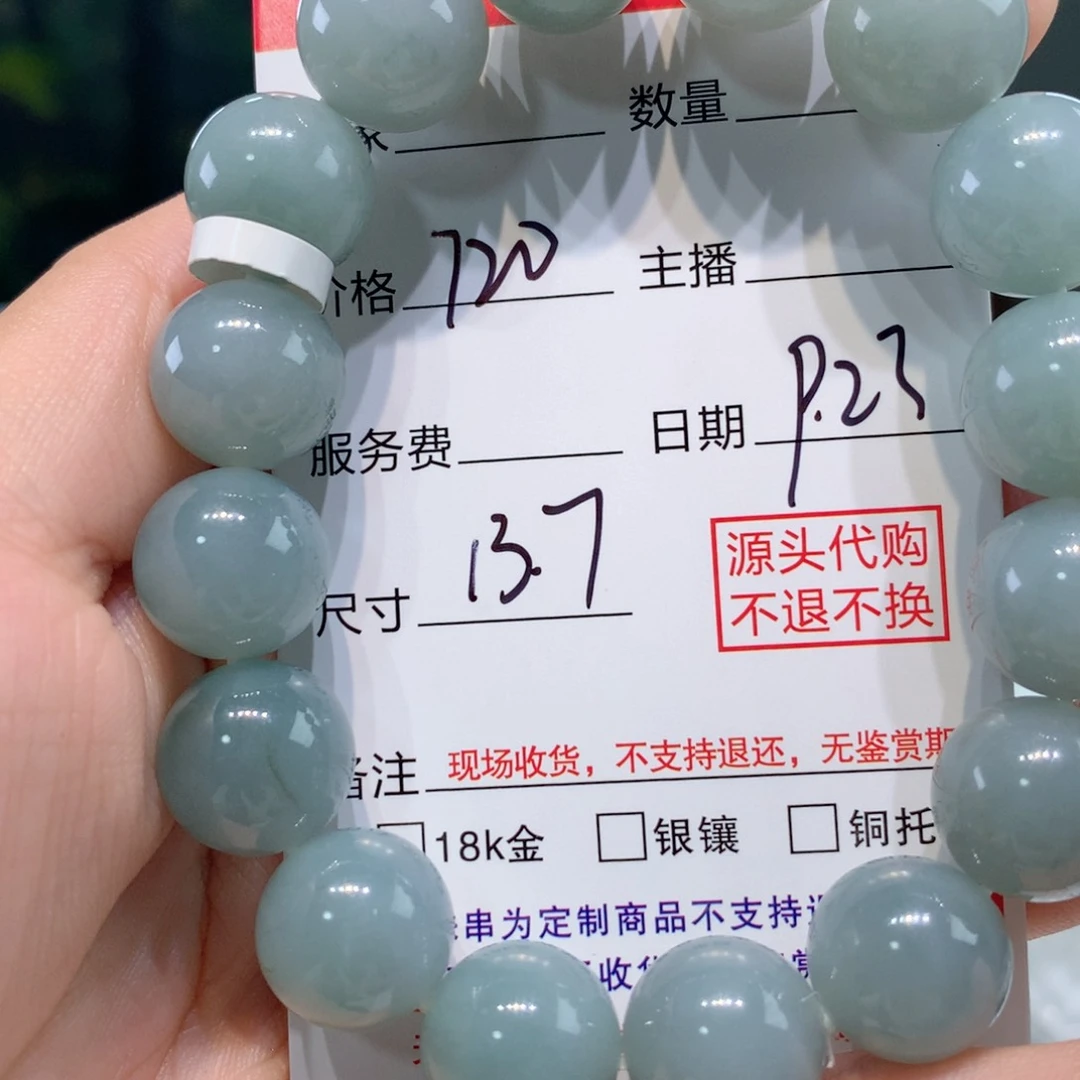 数量
价格 720 主播
服务费 日期 P.23
尺寸 13.7
源头代购
不退不换
备注 现场收货，不支持退还，无鉴赏期
18k金 银镶 铜托
串为定制商品不支持退
收